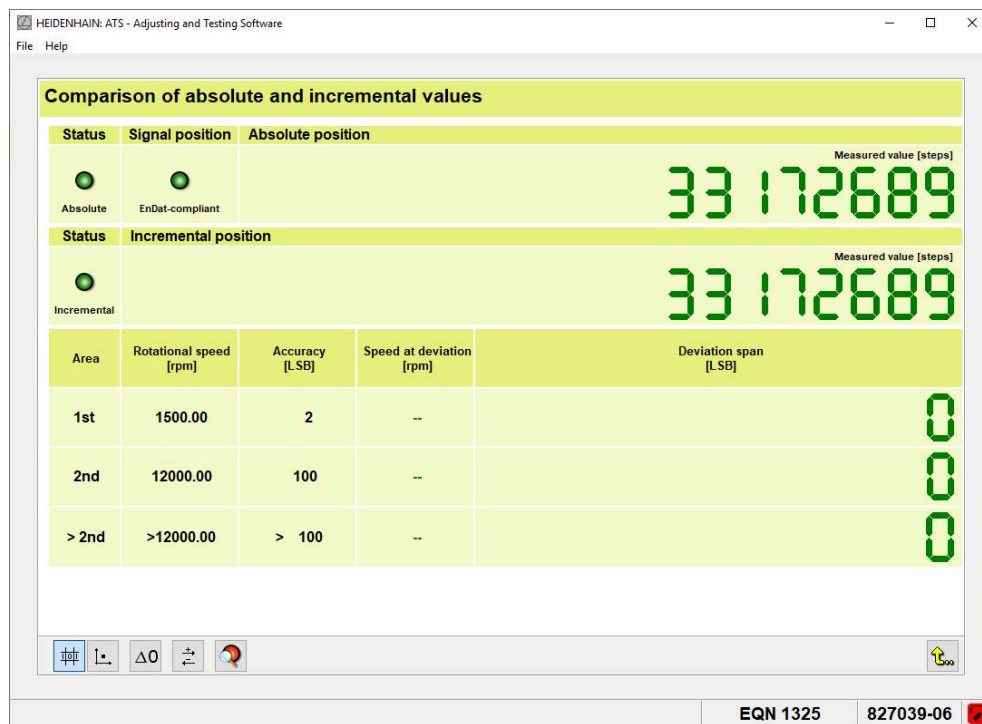 HEIDENHAIN: ATS - Adjusting and Testing Software
File Help
Comparison of absolute and incremental values
Status Signal position Absolute position
Measured value [steps]
33172689
Absolute EnDat-compliant
Status Incremental position
Measured value [steps]
33172689
Incremental
Area Rotational speed [rpm] Accuracy [LSB] Speed at deviation [rpm] Deviation span [LSB]
1st 1500.00 2 -- 0
2nd 12000.00 100 -- 0
> 2nd >12000.00 > 100 -- 0
Δ0
EQN 1325 827039-06